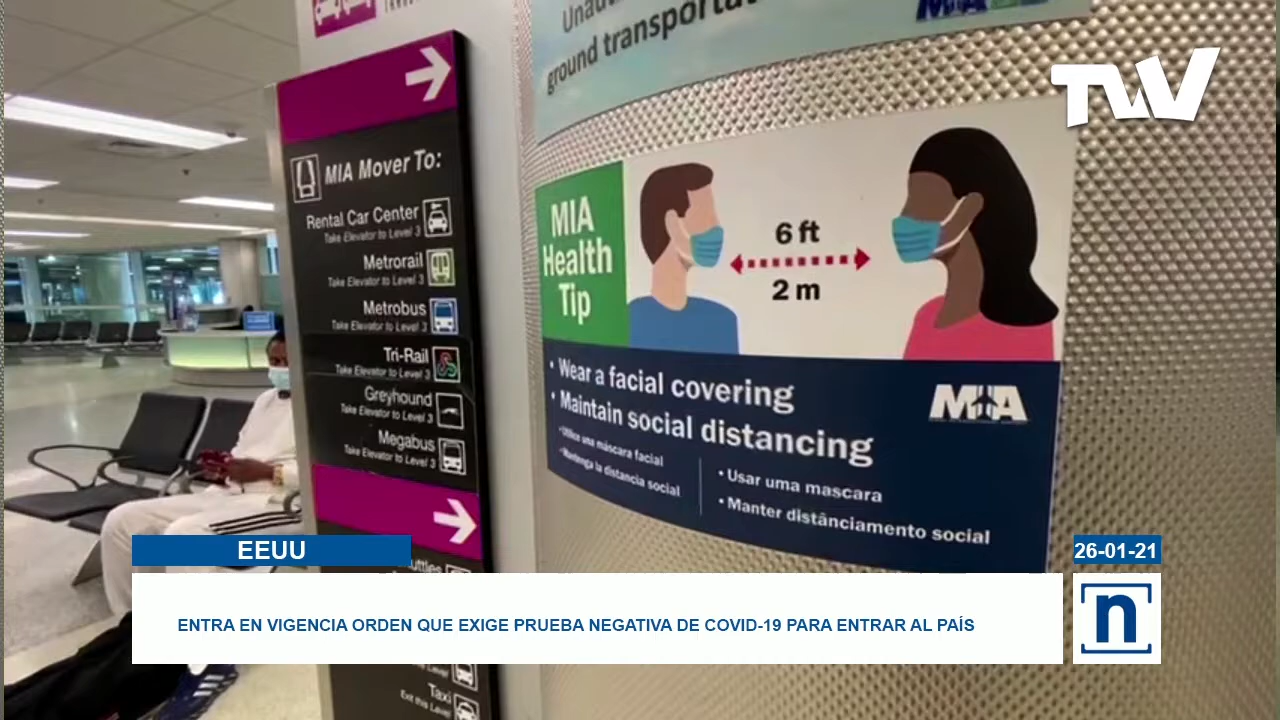 ground transportat
TVV
MIA Mover To:
Rental Car Center
Take Elevator to Level 3
Metrorail
Take Elevator to Level 3
Metrobus
Take Elevator to Level 3
Tri-Rail
Take Elevator to Level 3
Greyhound
Take Elevator to Level 3
Megabus
Take Elevator to Level 3
Taxi
Exit this Level
MIA
Health
Tip
6 ft
2 m
• Wear a facial covering
• Maintain social distancing
• Utilice una máscara facial
• Mantenga la distancia social
• Usar uma mascara
• Manter distânciamento social
MIA
EEUU
26-01-21
ENTRA EN VIGENCIA ORDEN QUE EXIGE PRUEBA NEGATIVA DE COVID-19 PARA ENTRAR AL PAÍS
n